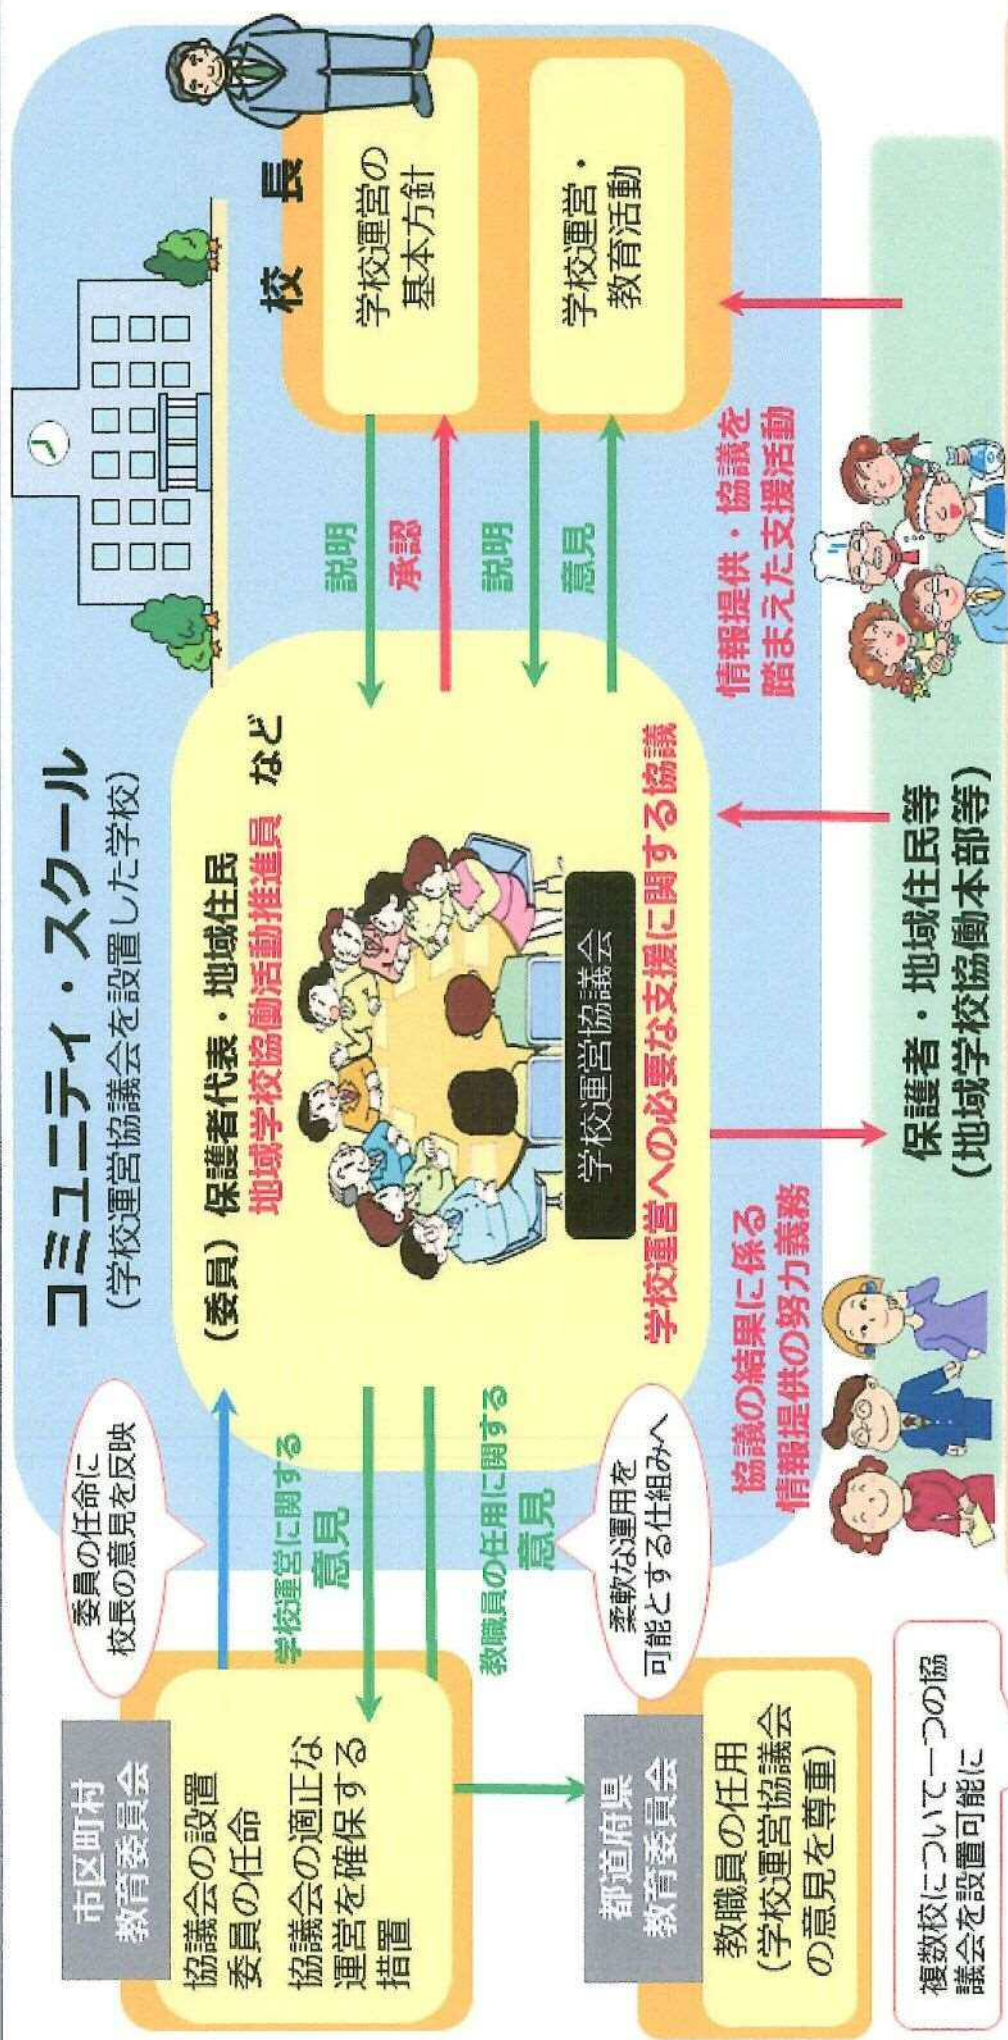 コミュニティ・スクール
(学校運営協議会を設置した学校)
市区町村
教育委員会
協議会の設置
委員の任命
協議会の適正な
運営を確保する
措置
委員の任命に
校長の意見を反映
学校運営に関する
意見
教職員の任用に関する
意見
柔軟な運用を
可能とする仕組みへ
都道府県
教育委員会
教職員の任用
(学校運営協議会
の意見を尊重)
複数校について一つの協
議会を設置可能に
(委員) 保護者代表・地域住民
地域学校協働活動推進員 など
学校運営協議会
学校運営への必要な支援に関する協議
説明
承認
説明
意見
校長
学校運営の
基本方針
学校運営・
教育活動
協議の結果に係る
情報提供の努力義務
情報提供・協議を
踏まえた支援活動
保護者・地域住民等
(地域学校協働本部等)